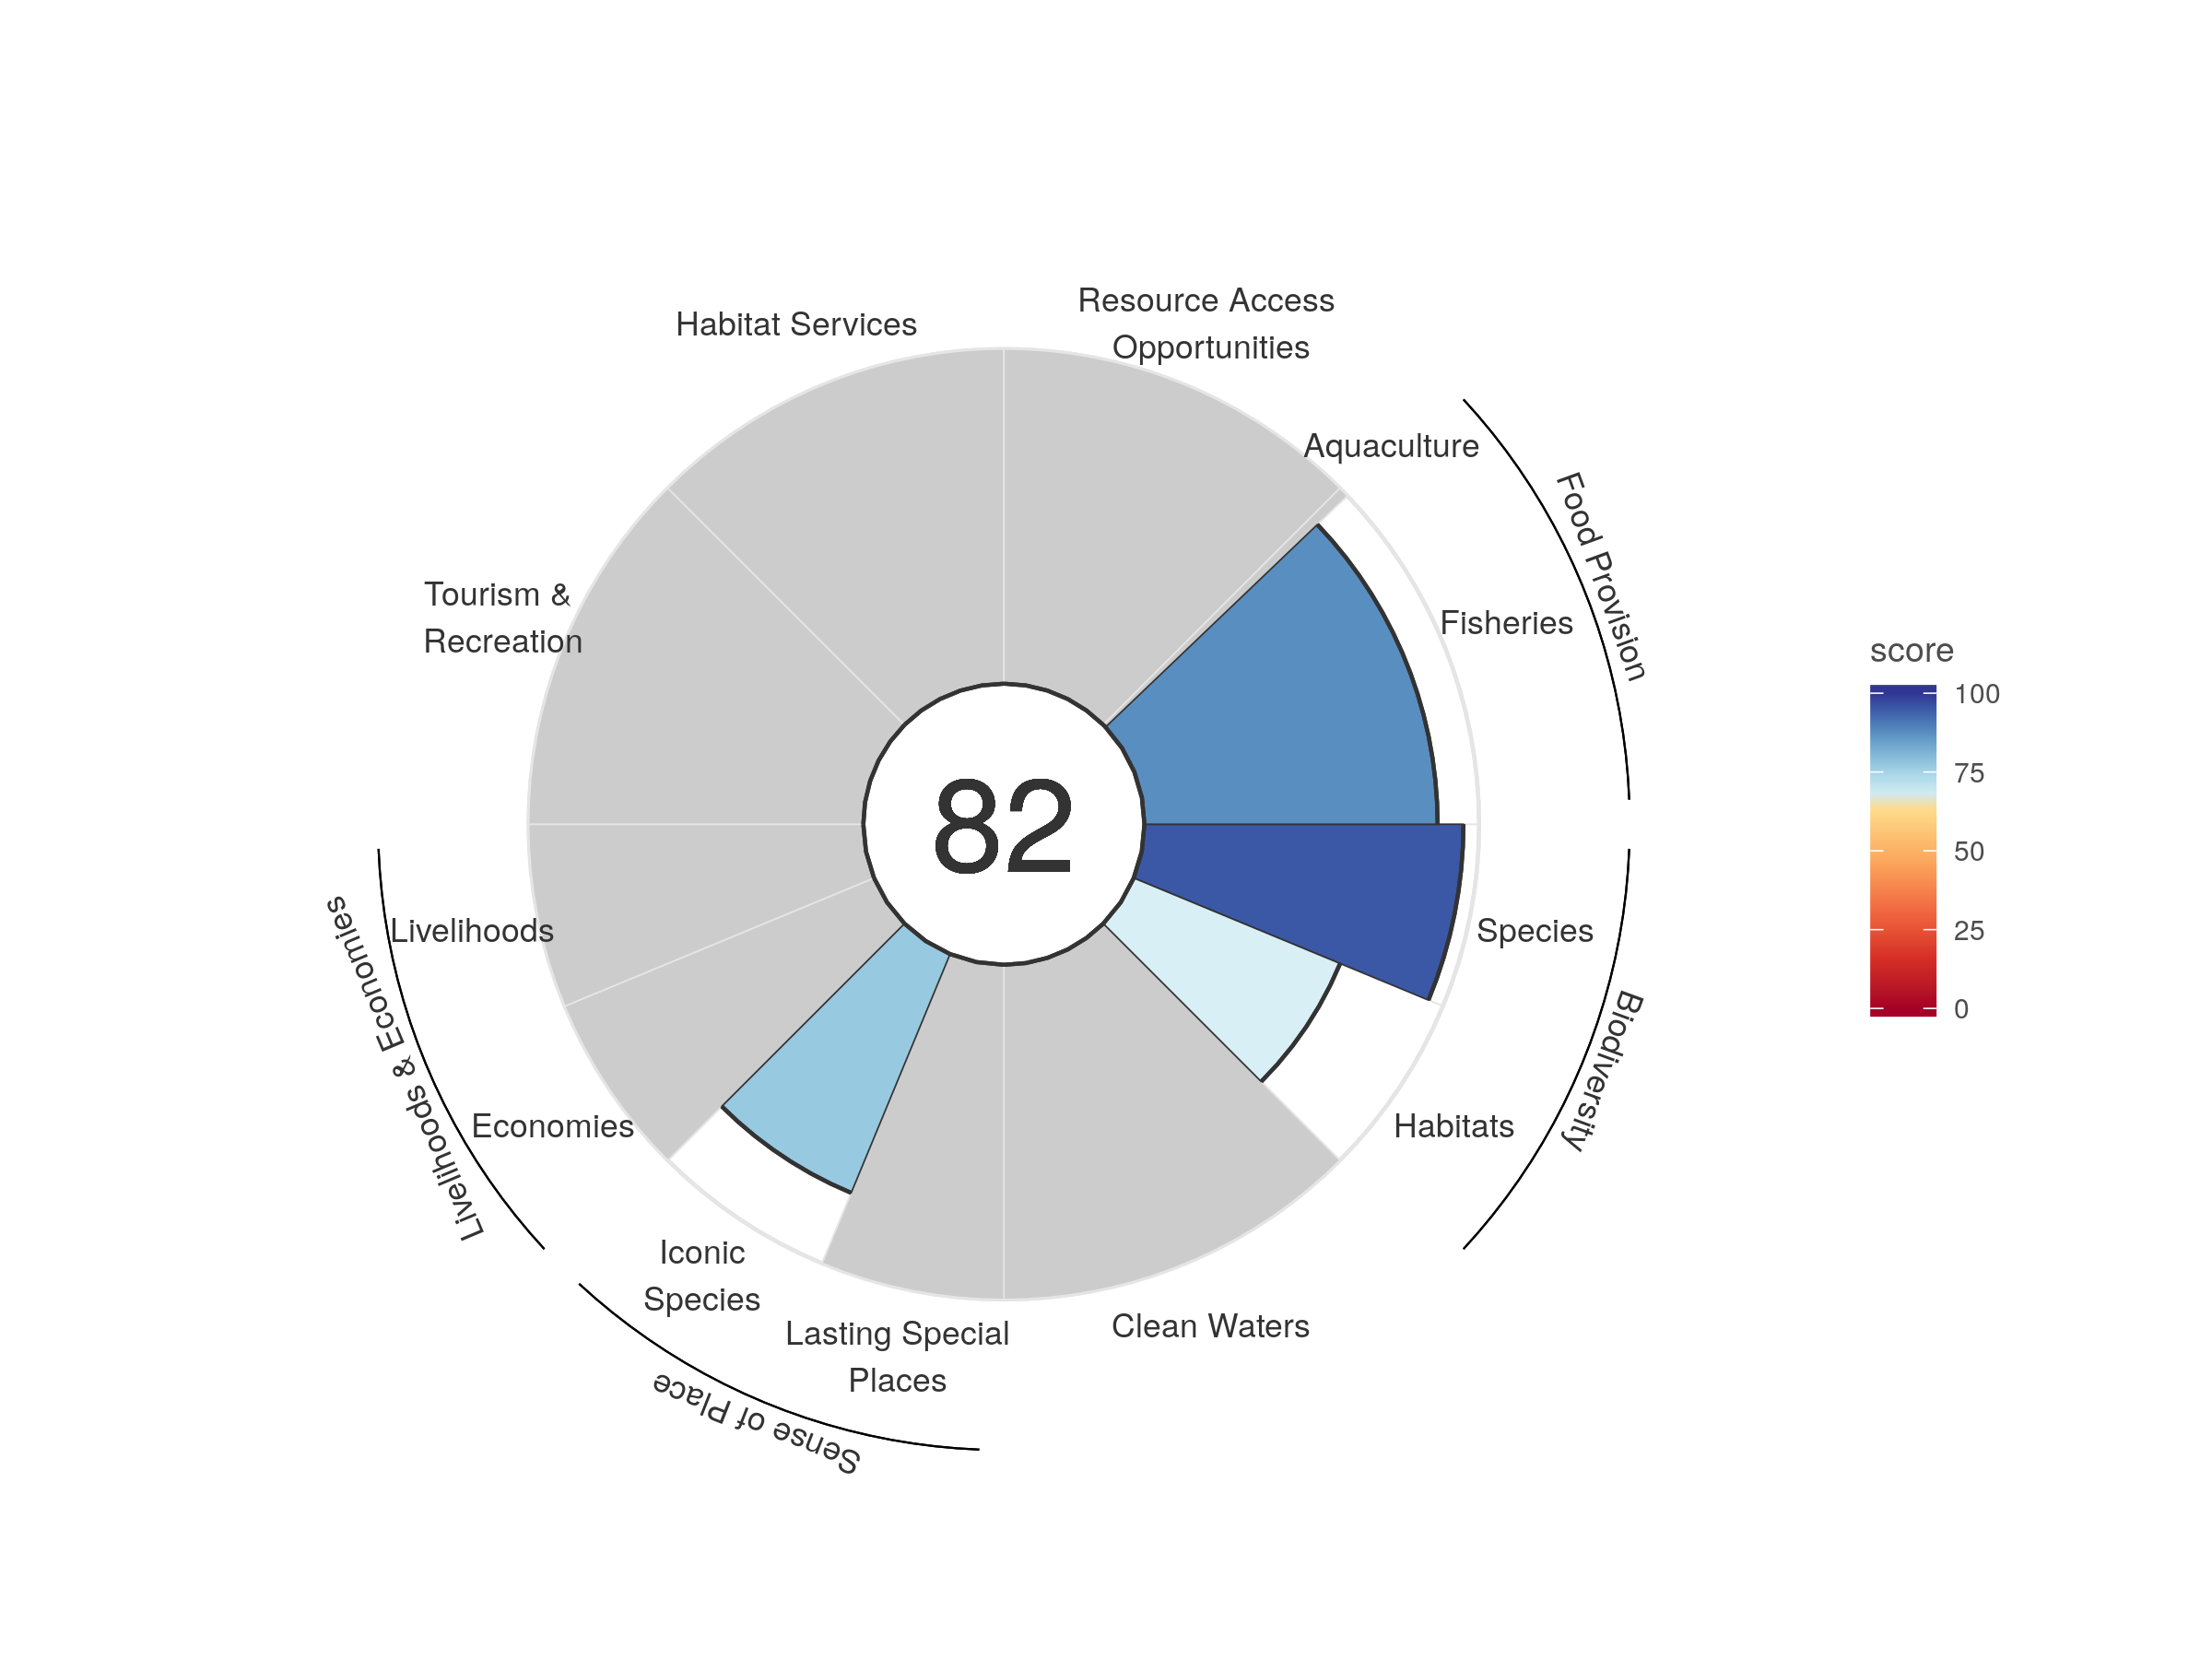 Resource Access
Opportunities
Habitat Services
Aquaculture
Food Provision
Tourism &
Recreation
Fisheries
score
100
75
50
25
0
82
Livelihoods
Species
Livelihoods & Economies
Biodiversity
Economies
Habitats
Iconic
Species
Lasting Special
Places
Clean Waters
Sense of Place